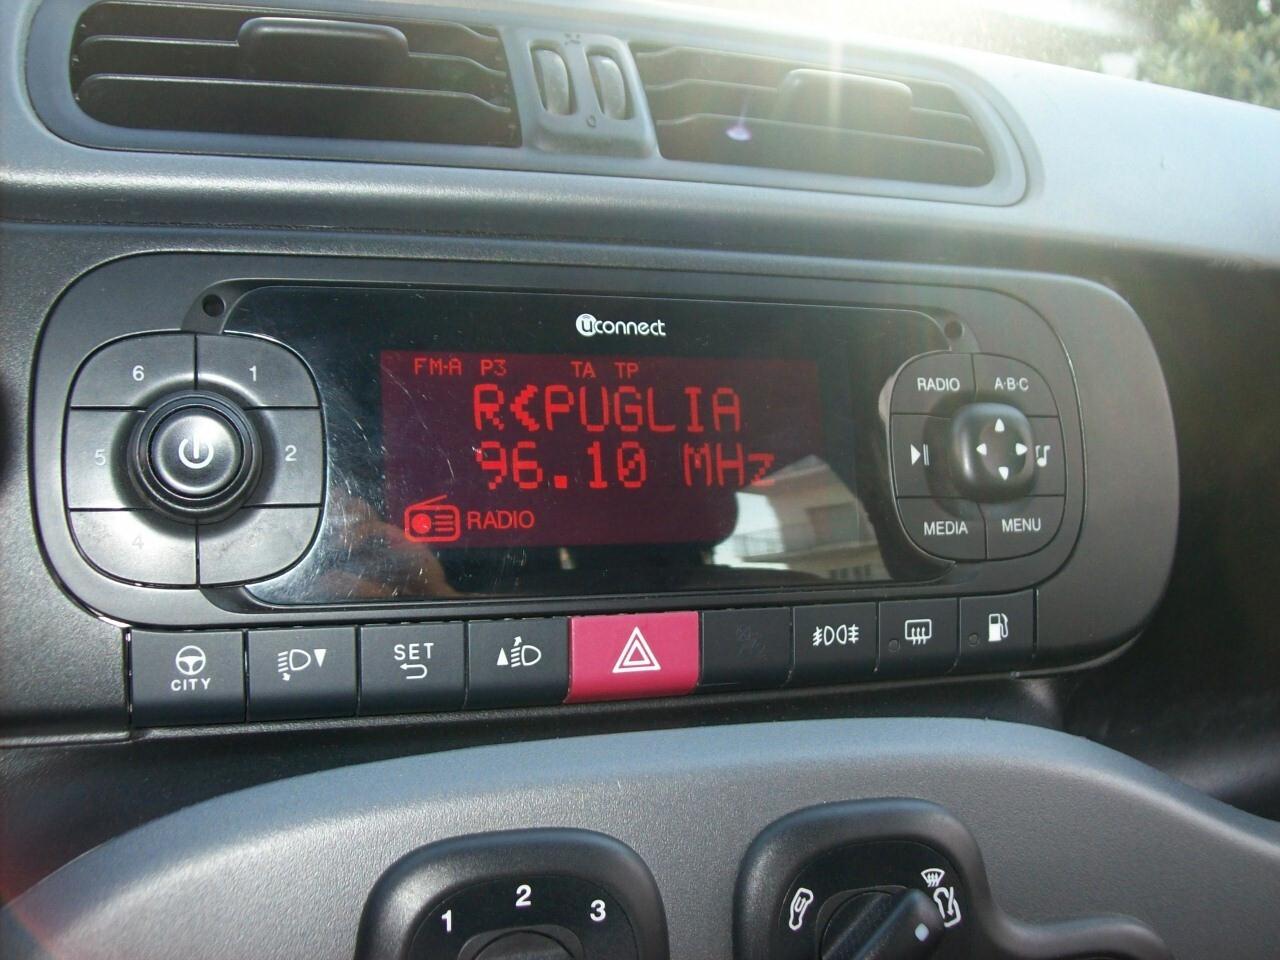 uconnect
FM-A P3 TA TP
R<PUGLIA
96.10 MHz
RADIO
6 1
5 2
4
RADIO A·B·C
MEDIA MENU
CITY
SET
1 2 3